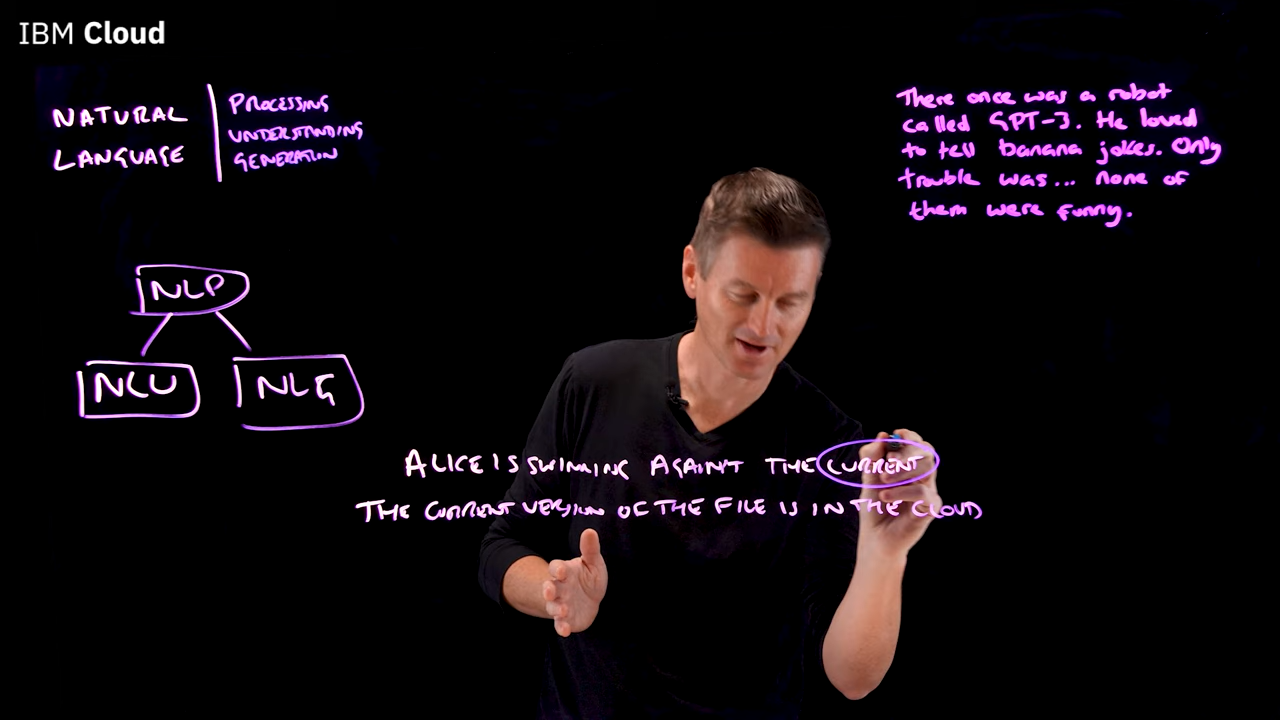 IBM Cloud
NATURAL
LANGUAGE
PROCESSING
UNDERSTANDING
GENERATION
There once was a robot
called GPT-3. He loved
to tell banana jokes. Only
trouble was... none of
them were funny.
NLP
NLU
NLG
ALICE IS SWIMMING AGAINT THE CURRENT
THE CURRENT VERSION OF THE FILE IS IN THE CLOUD